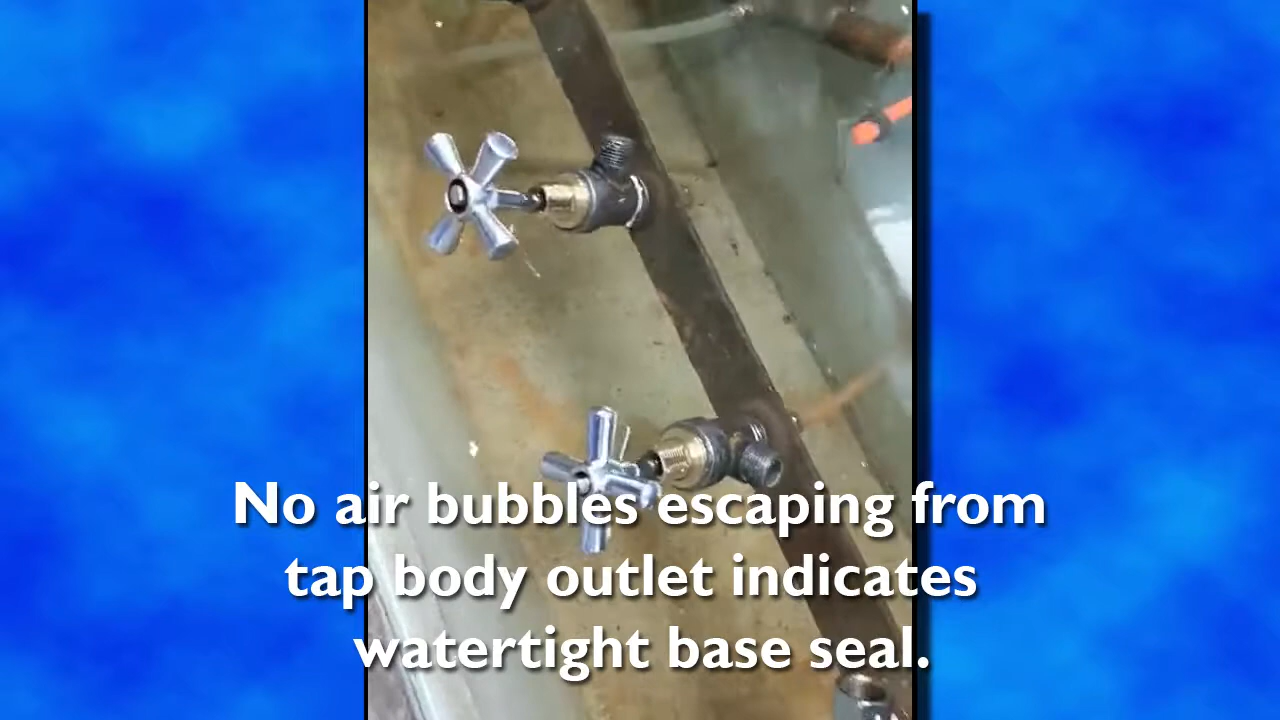 No air bubbles escaping from
tap body outlet indicates
watertight base seal.